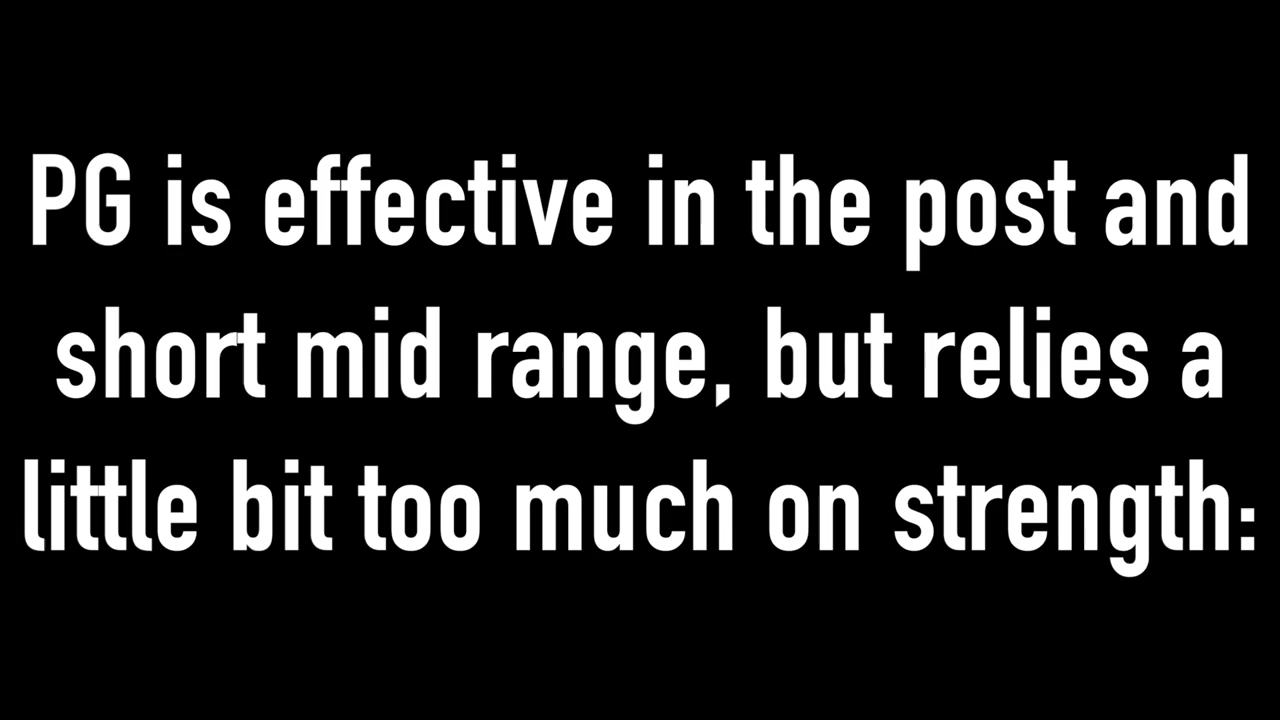 PG is effective in the post and
short mid range, but relies a
little bit too much on strength: